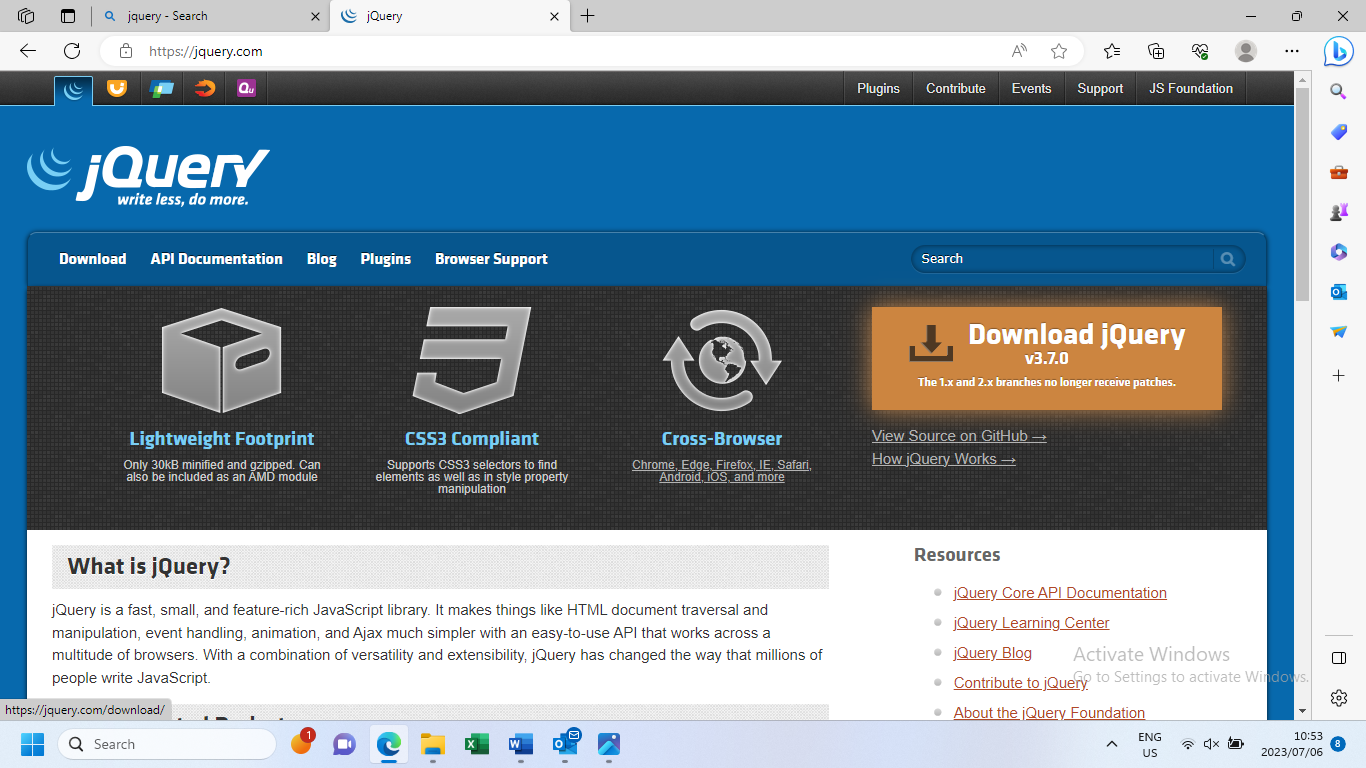 jquery - Search
jQuery
https://jquery.com
Qu
Plugins
Contribute
Events
Support
JS Foundation
jQuery
write less, do more.
Download
API Documentation
Blog
Plugins
Browser Support
Search
Lightweight Footprint
Only 30kB minified and gzipped. Can
also be included as an AMD module
CSS3 Compliant
Supports CSS3 selectors to find
elements as well as in style property
manipulation
Cross-Browser
Chrome, Edge, Firefox, IE, Safari,
Android, iOS, and more
Download jQuery
v3.7.0
The 1.x and 2.x branches no longer receive patches.
View Source on GitHub →
How jQuery Works →
What is jQuery?
jQuery is a fast, small, and feature-rich JavaScript library. It makes things like HTML document traversal and
manipulation, event handling, animation, and Ajax much simpler with an easy-to-use API that works across a
multitude of browsers. With a combination of versatility and extensibility, jQuery has changed the way that millions of
people write JavaScript.
Resources
jQuery Core API Documentation
jQuery Learning Center
jQuery Blog
Contribute to jQuery
About the jQuery Foundation
Activate Windows
Go to Settings to activate Windows.
https://jquery.com/download/
Search
1
ENG
US
10:53
2023/07/06
8